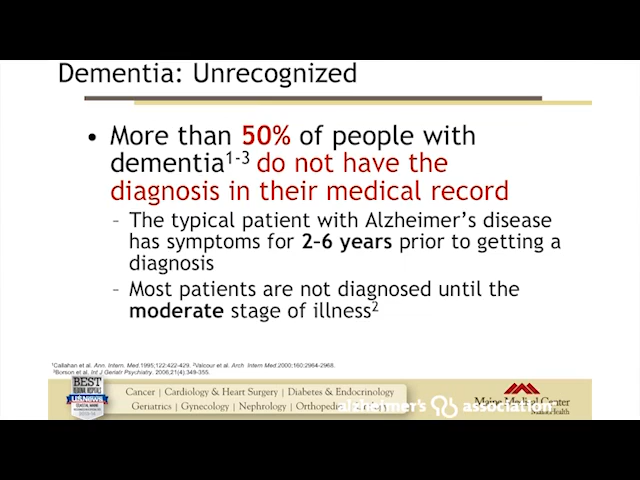 Dementia: Unrecognized
• More than 50% of people with
dementia1-3 do not have the
diagnosis in their medical record
– The typical patient with Alzheimer's disease
has symptoms for 2–6 years prior to getting a
diagnosis
– Most patients are not diagnosed until the
moderate stage of illness2
1Callahan et al. Ann. Intern. Med. 1995;122:422-429. 2Valcour et al. Arch Intern Med. 2000;160:2964-2968.
3Borson et al. Int J Geriatr Psychiatry. 2006;21(4):349-355.
BEST
REGIONAL HOSPITALS
U.S.News
Cancer | Cardiology & Heart Surgery | Diabetes & Endocrinology
Geriatrics | Gynecology | Nephrology | Orthopedics
alzheimer's association
Maine Medical Center
MaineHealth